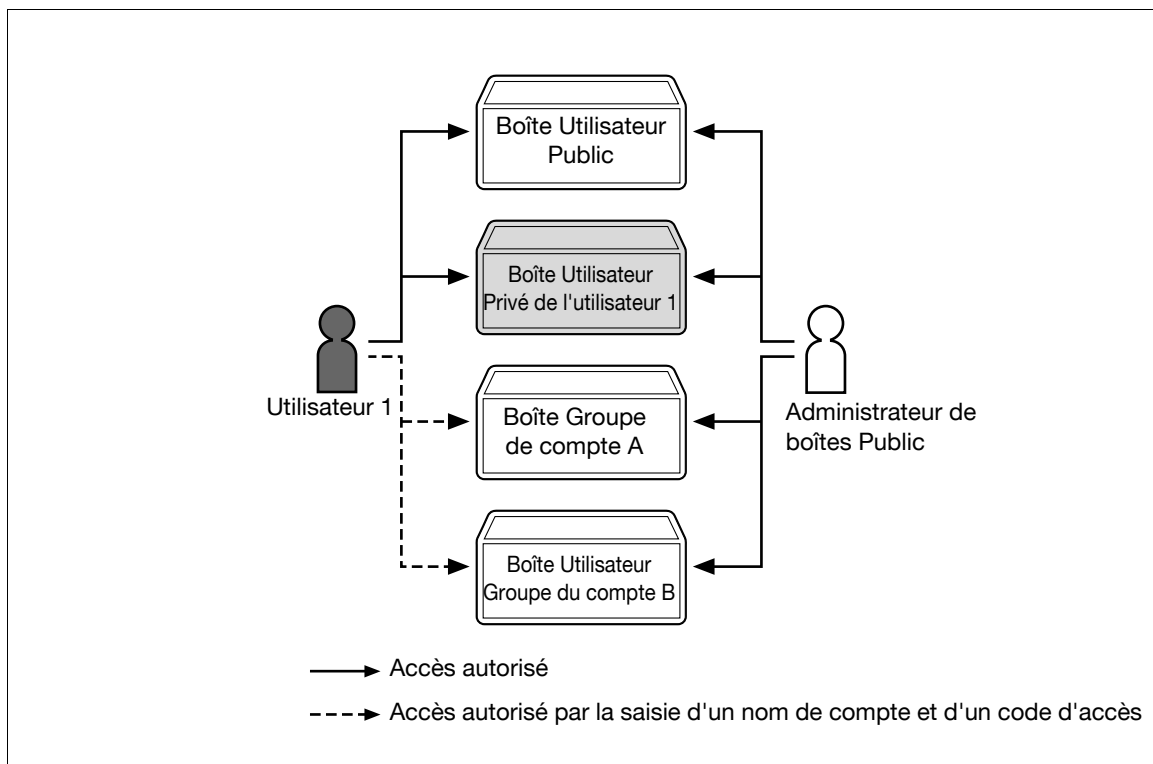 Boîte Utilisateur
Public
Boîte Utilisateur
Privé de l'utilisateur 1
Utilisateur 1
Boîte Groupe
de compte A
Administrateur de
boîtes Public
Boîte Utilisateur
Groupe du compte B
Accès autorisé
Accès autorisé par la saisie d'un nom de compte et d'un code d'accès